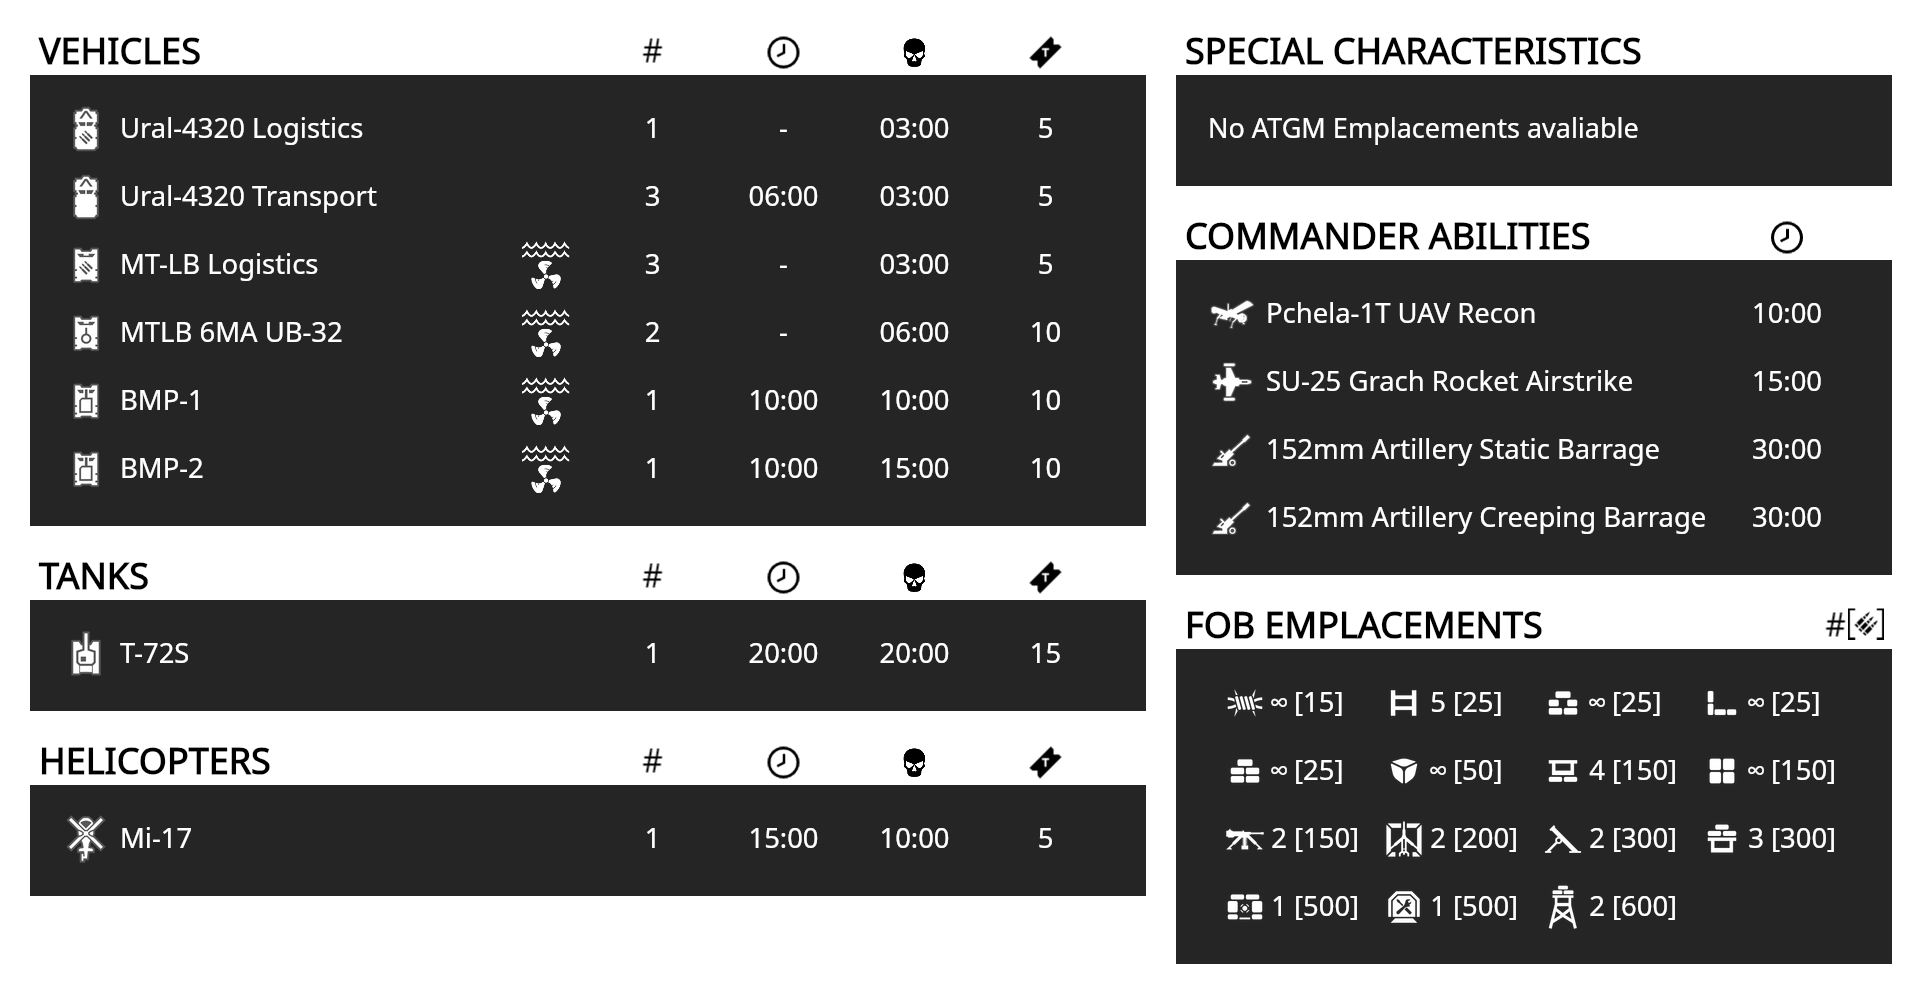 VEHICLES #
Ural-4320 Logistics 1 - 03:00 5
Ural-4320 Transport 3 06:00 03:00 5
MT-LB Logistics 3 - 03:00 5
MTLB 6MA UB-32 2 - 06:00 10
BMP-1 1 10:00 10:00 10
BMP-2 1 10:00 15:00 10
TANKS #
T-72S 1 20:00 20:00 15
HELICOPTERS #
Mi-17 1 15:00 10:00 5
SPECIAL CHARACTERISTICS
No ATGM Emplacements avaliable
COMMANDER ABILITIES
Pchela-1T UAV Recon 10:00
SU-25 Grach Rocket Airstrike 15:00
152mm Artillery Static Barrage 30:00
152mm Artillery Creeping Barrage 30:00
FOB EMPLACEMENTS #[]
∞ [15] 5 [25] ∞ [25] ∞ [25]
∞ [25] ∞ [50] 4 [150] ∞ [150]
2 [150] 2 [200] 2 [300] 3 [300]
1 [500] 1 [500] 2 [600]